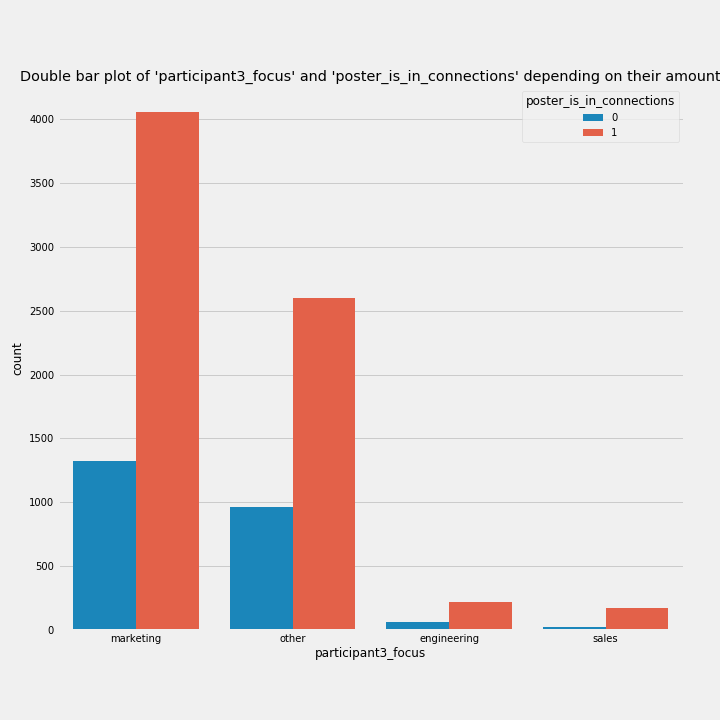 Double bar plot of 'participant3_focus' and 'poster_is_in_connections' depending on their amount
poster_is_in_connections
0
1
4000
3500
3000
2500
2000
1500
1000
500
0
count
marketing other engineering sales
participant3_focus